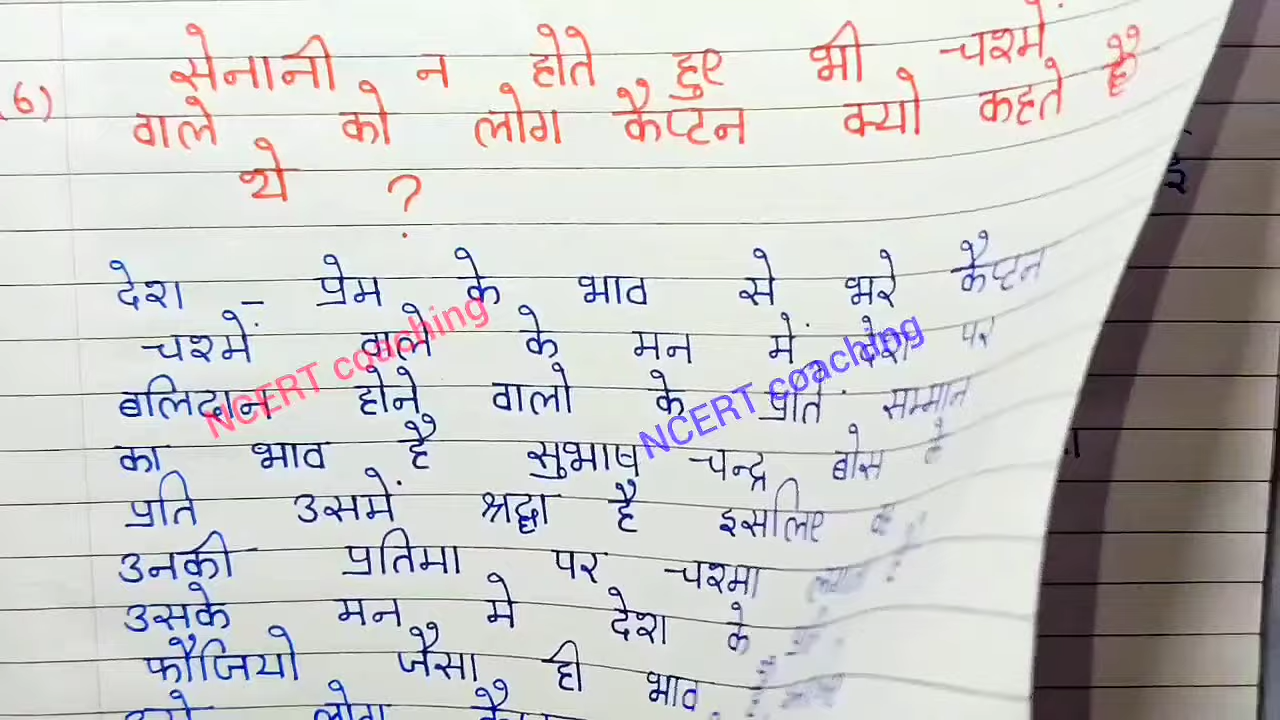 6) सेनानी न होते हुए भी चश्में
वाले को लोग कैप्टन क्यो कहते है
थे ?
देश - प्रेम के भाव से भरे कैप्टन
चश्में वाले के मन में देश पर
बलिदान होने वालो के प्रति सम्मान
का भाव है सुभाष चन्द्र बोस के
प्रति उसमें श्रद्धा है इसलिए
उनकी प्रतिमा पर चश्मा
उसके मन मे देश के
फौजियो जैसा ही भाव
लोग
NCERT coaching
NCERT coaching